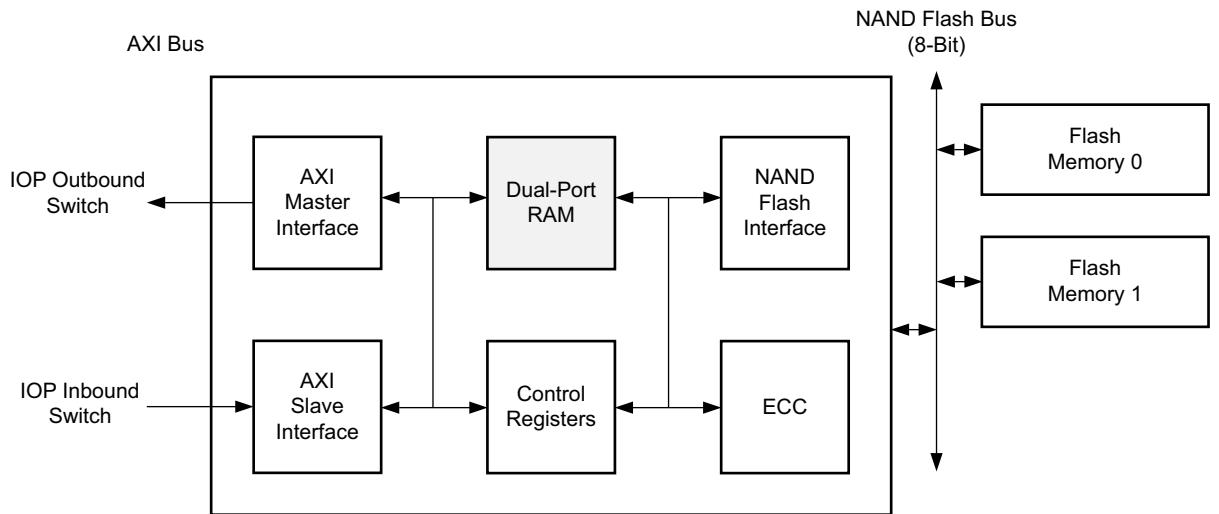 AXI Bus
NAND Flash Bus
(8-Bit)
IOP Outbound
Switch
AXI
Master
Interface
Dual-Port
RAM
NAND
Flash
Interface
Flash
Memory 0
Flash
Memory 1
IOP Inbound
Switch
AXI
Slave
Interface
Control
Registers
ECC